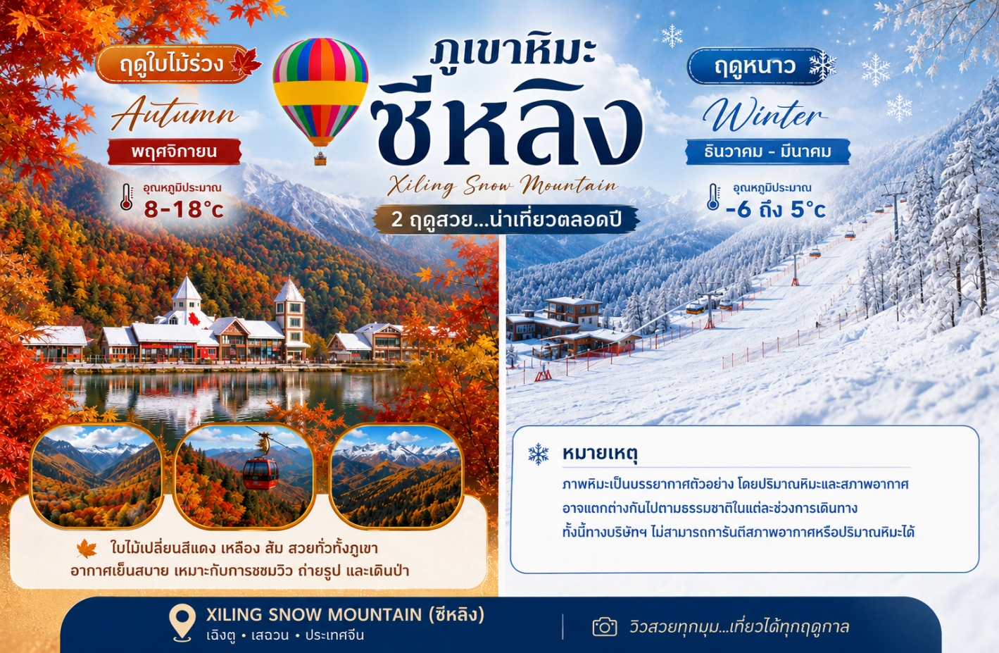 ภูเขาหิมะ
ซีหลิง
Xiling Snow Mountain
2 ฤดูสวย...น่าเที่ยวตลอดปี
ฤดูใบไม้ร่วง
Autumn
พฤศจิกายน
อุณหภูมิประมาณ
8-18°c
ฤดูหนาว
Winter
ธันวาคม - มีนาคม
อุณหภูมิประมาณ
-6 ถึง 5°c
ใบไม้เปลี่ยนสีแดง เหลือง ส้ม สวยทั่วทั้งภูเขา
อากาศเย็นสบาย เหมาะกับการชชมวิว ถ่ายรูป และเดินป่า
หมายเหตุ
ภาพหิมะเป็นบรรยากาศตัวอย่าง โดยปริมาณหิมะและสภาพอากาศ
อาจแตกต่างกันไปตามธรรมชาติในแต่ละช่วงการเดินทาง
ทั้งนี้ทางบริษัทฯ ไม่สามารถการันตีสภาพอากาศหรือปริมาณหิมะได้
XILING SNOW MOUNTAIN (ซีหลิง)
เฉิงตู • เสฉวน • ประเทศจีน
วิวสวยทุกมุม...เที่ยวได้ทุกฤดูกาล